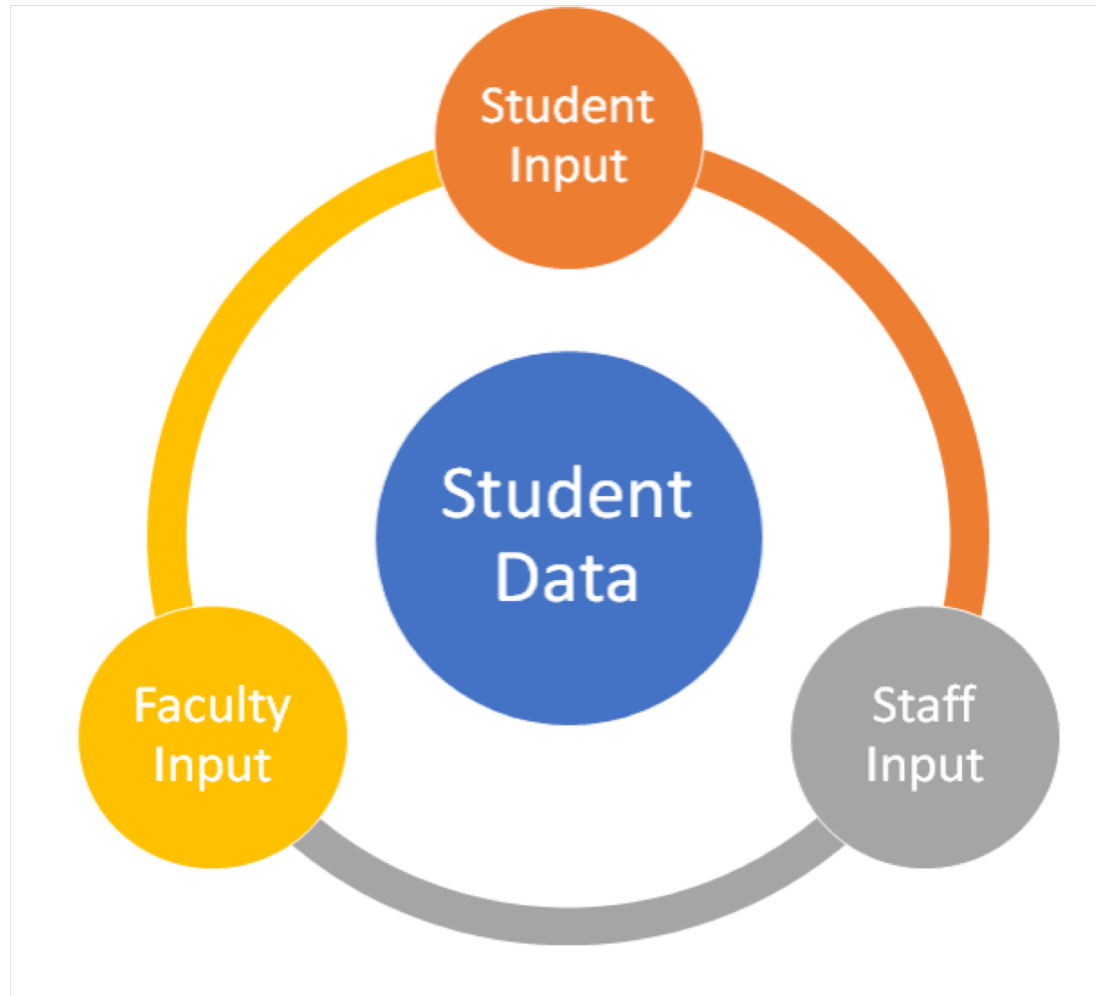 Student
Input
Student
Data
Faculty
Input
Staff
Input